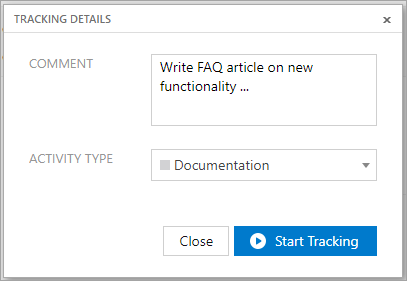 TRACKING DETAILS
COMMENT
Write FAQ article on new
functionality ...
ACTIVITY TYPE
Documentation
Close
Start Tracking